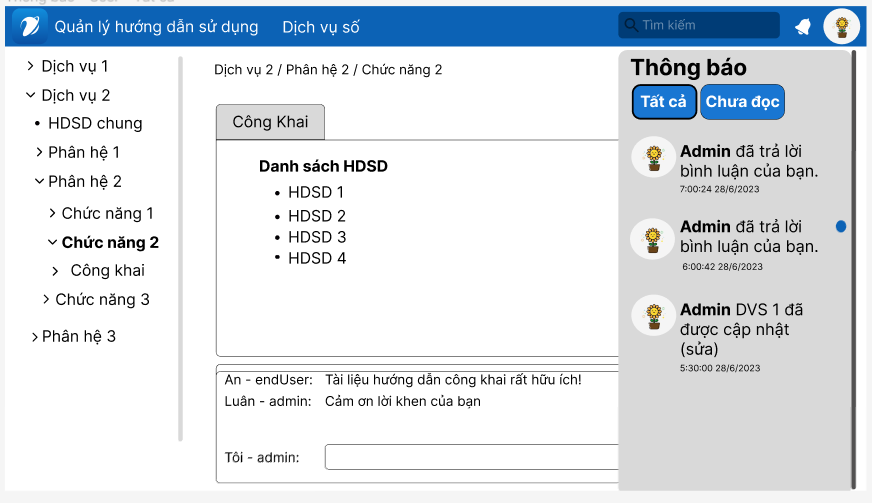 Quản lý hướng dẫn sử dụng
Dịch vụ số
Tìm kiếm
Dịch vụ 1
Dịch vụ 2
HDSD chung
Phân hệ 1
Phân hệ 2
Chức năng 1
Chức năng 2
Công khai
Chức năng 3
Phân hệ 3
Dịch vụ 2 / Phân hệ 2 / Chức năng 2
Công Khai
Danh sách HDSD
HDSD 1
HDSD 2
HDSD 3
HDSD 4
An - endUser: Tài liệu hướng dẫn công khai rất hữu ích!
Luân - admin: Cảm ơn lời khen của bạn
Tôi - admin:
Thông báo
Tất cả
Chưa đọc
Admin đã trả lời
bình luận của bạn.
7:00:24 28/6/2023
Admin đã trả lời
bình luận của bạn.
6:00:42 28/6/2023
Admin DVS 1 đã
được cập nhật
(sửa)
5:30:00 28/6/2023